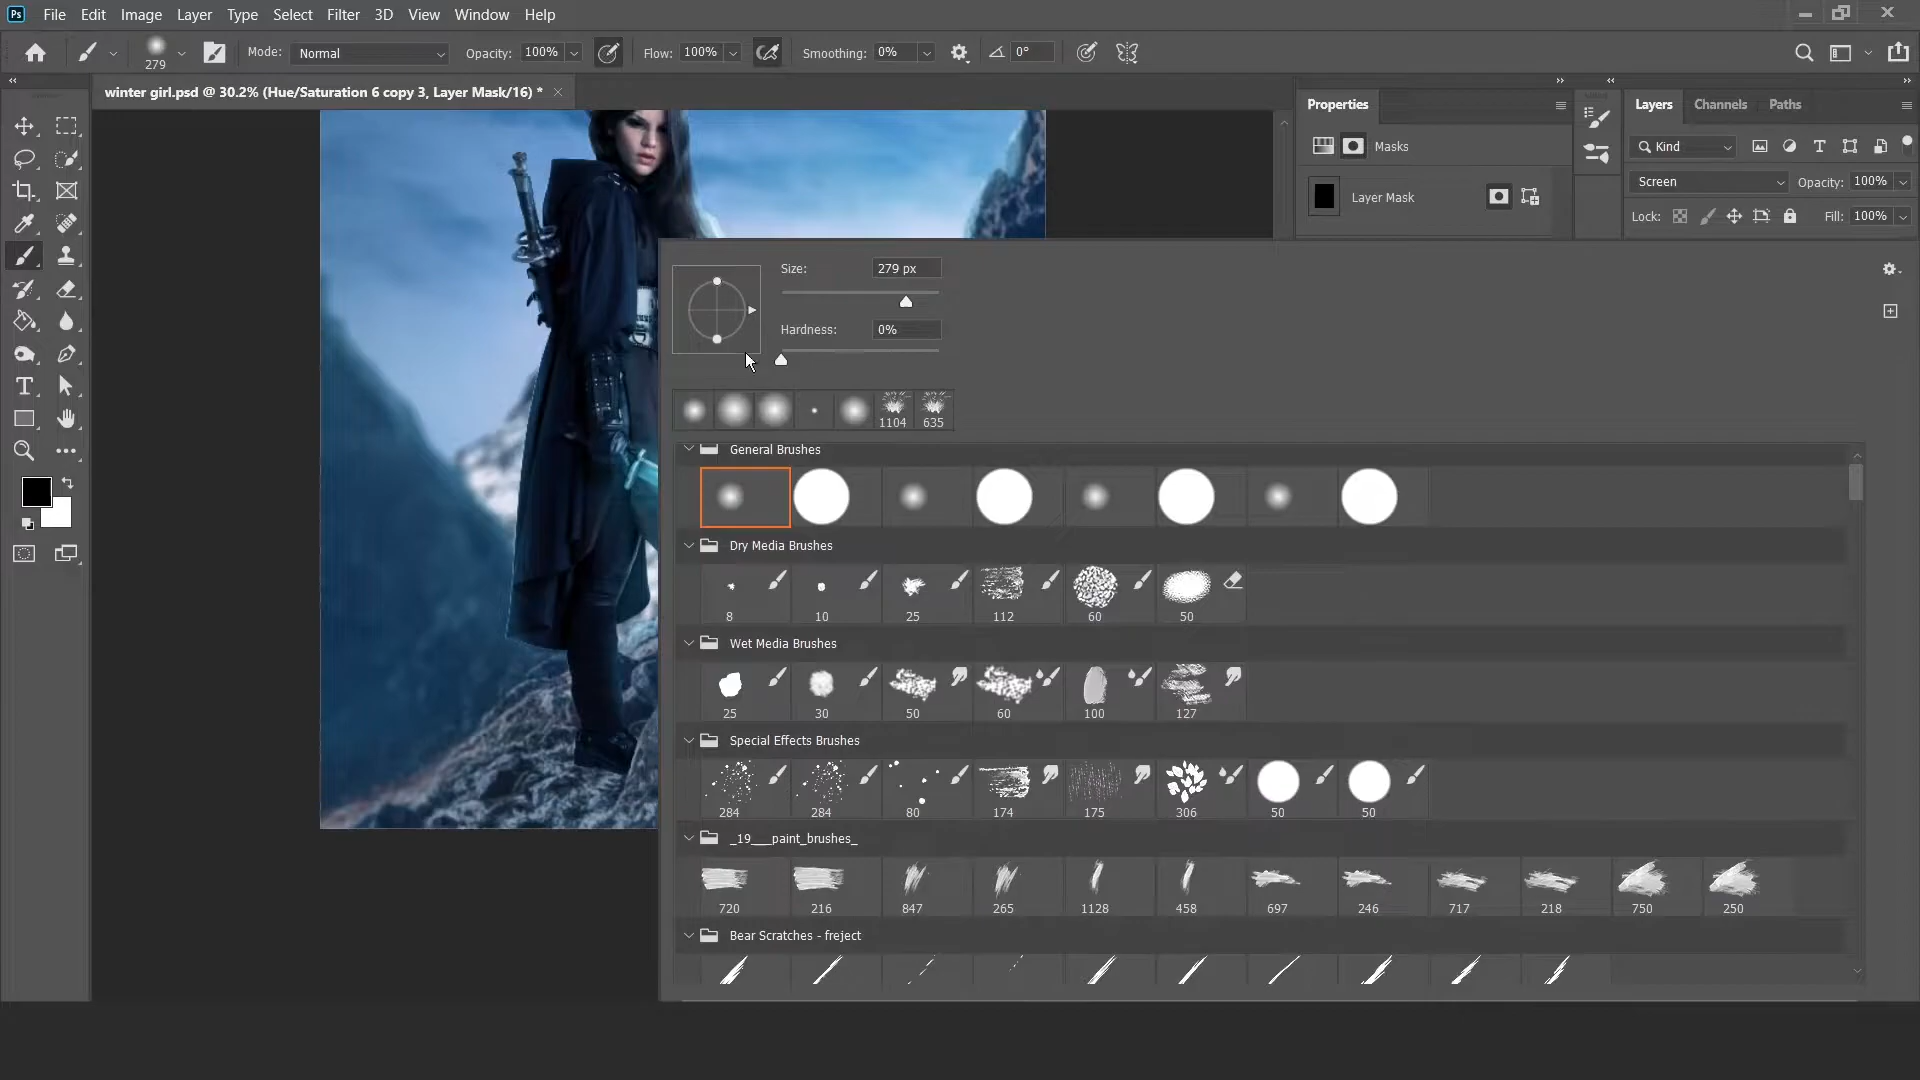 Ps File Edit Image Layer Type Select Filter 3D View Window Help
279 Mode: Normal Opacity: 100% Flow: 100% Smoothing: 0% 0°
winter girl.psd @ 30.2% (Hue/Saturation 6 copy 3, Layer Mask/16) *
Properties
Layers Channels Paths
Masks
Kind
Screen Opacity: 100%
Layer Mask
Lock: Fill: 100%
Size: 279 px
Hardness: 0%
1104 635
General Brushes
Dry Media Brushes
8 10 25 112 60 50
Wet Media Brushes
25 30 50 60 100 127
Special Effects Brushes
284 284 80 174 175 306 50 50
_19___paint_brushes_
720 216 847 265 1128 458 697 246 717 218 750 250
Bear Scratches - freject